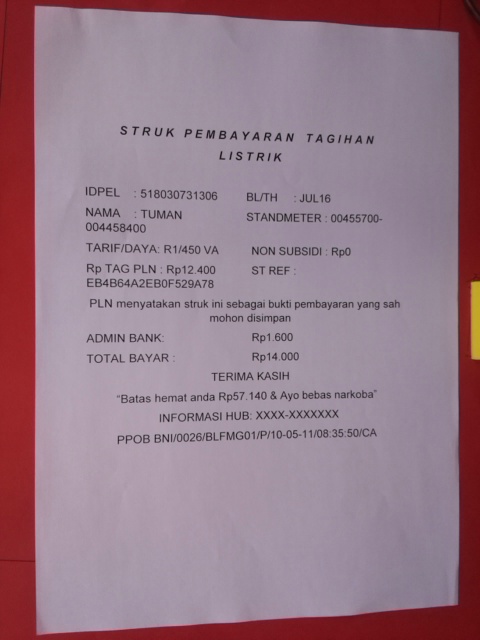 STRUK PEMBAYARAN TAGIHAN
LISTRIK
IDPEL : 518030731306 BL/TH : JUL16
NAMA : TUMAN STANDMETER : 00455700-
004458400
TARIF/DAYA: R1/450 VA NON SUBSIDI : Rp0
Rp TAG PLN : Rp12.400 ST REF :
EB4B64A2EB0F529A78
PLN menyatakan struk ini sebagai bukti pembayaran yang sah
mohon disimpan
ADMIN BANK: Rp1.600
TOTAL BAYAR : Rp14.000
TERIMA KASIH
“Batas hemat anda Rp57.140 & Ayo bebas narkoba”
INFORMASI HUB: XXXX-XXXXXXX
PPOB BNI/0026/BLFMG01/P/10-05-11/08:35:50/CA